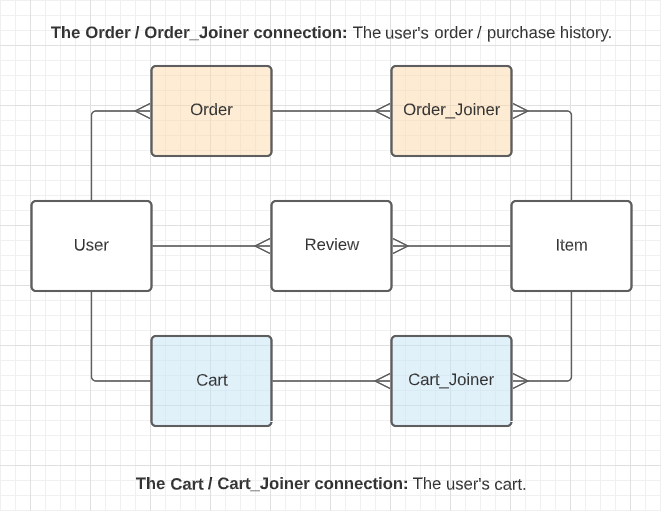 The Order / Order_Joiner connection: The user's order / purchase history.
Order
Order_Joiner
User
Review
Item
Cart
Cart_Joiner
The Cart / Cart_Joiner connection: The user's cart.